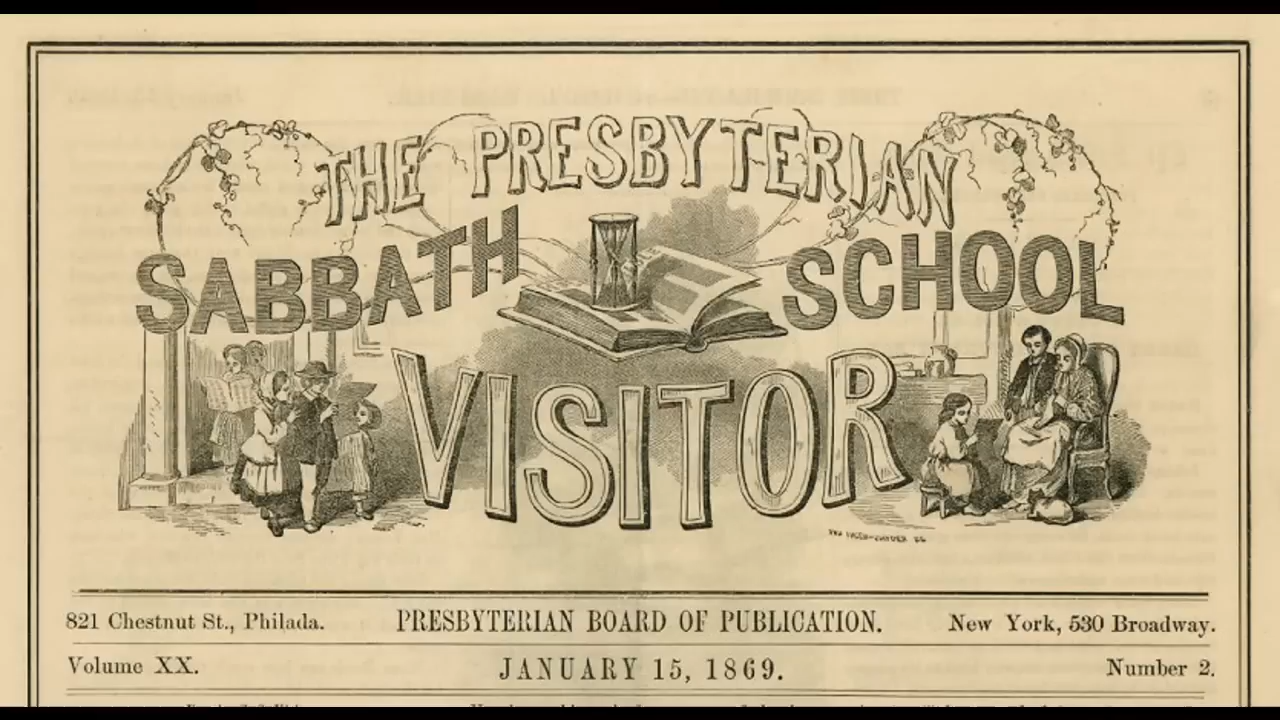 THE PRESBYTERIAN
SABBATH SCHOOL
VISITOR
821 Chestnut St., Philada. PRESBYTERIAN BOARD OF PUBLICATION. New York, 530 Broadway.
Volume XX. JANUARY 15, 1869. Number 2.